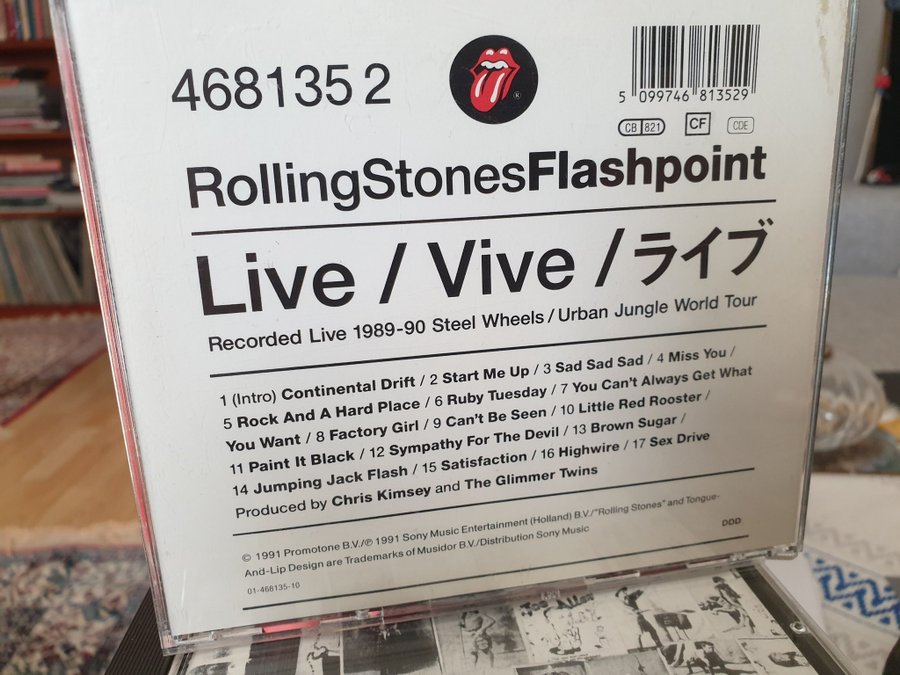 468135 2
5 099746 813529
CB 821 CF CDE
RollingStonesFlashpoint
Live / Vive / ライブ
Recorded Live 1989-90 Steel Wheels / Urban Jungle World Tour
1 (Intro) Continental Drift / 2 Start Me Up / 3 Sad Sad Sad / 4 Miss You /
5 Rock And A Hard Place / 6 Ruby Tuesday / 7 You Can't Always Get What
You Want / 8 Factory Girl / 9 Can't Be Seen / 10 Little Red Rooster /
11 Paint It Black / 12 Sympathy For The Devil / 13 Brown Sugar /
14 Jumping Jack Flash / 15 Satisfaction / 16 Highwire / 17 Sex Drive
Produced by Chris Kimsey and The Glimmer Twins
© 1991 Promotone B.V./℗ 1991 Sony Music Entertainment (Holland) B.V./"Rolling Stones" and Tongue-
And-Lip Design are Trademarks of Musidor B.V./Distribution Sony Music
DDD
01-468135-10